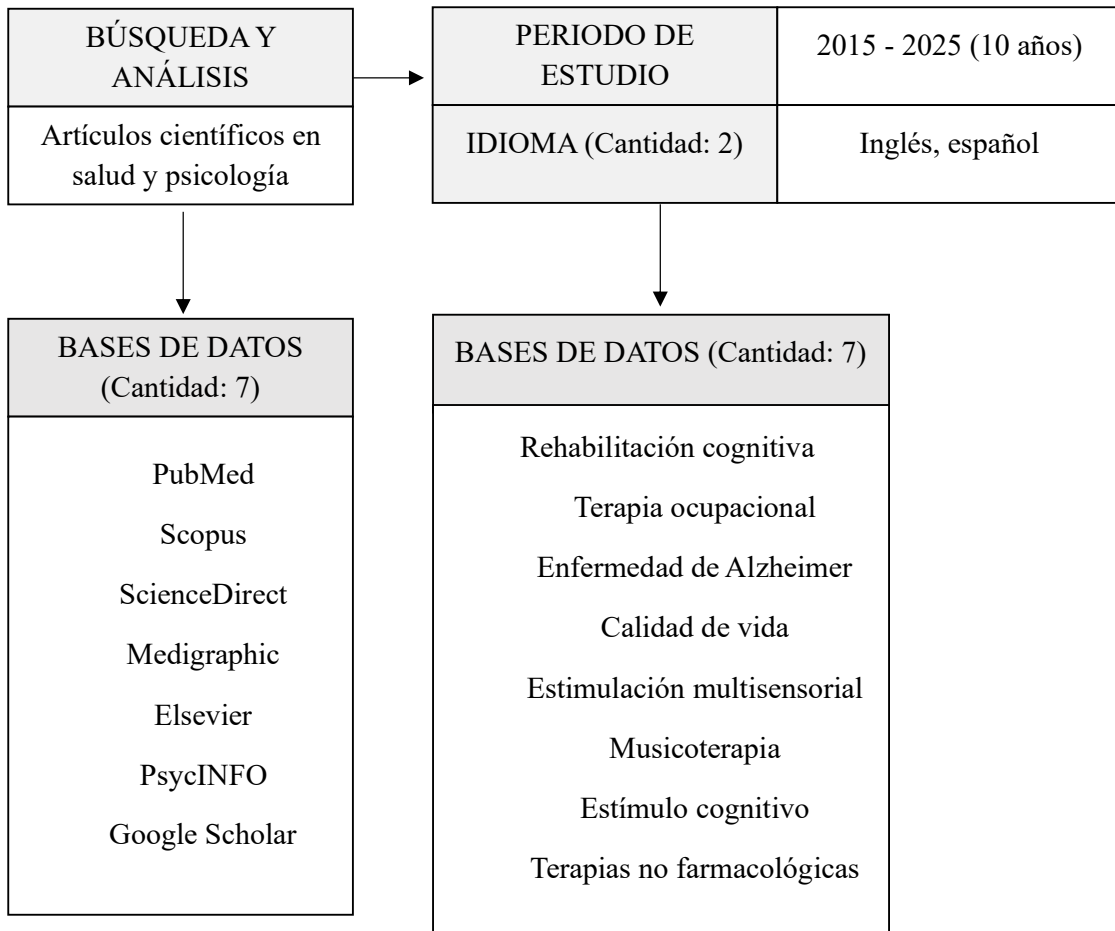 BÚSQUEDA Y
ANÁLISIS
Artículos científicos en
salud y psicología
PERIODO DE
ESTUDIO
2015 - 2025 (10 años)
IDIOMA (Cantidad: 2)
Inglés, español
BASES DE DATOS
(Cantidad: 7)
PubMed
Scopus
ScienceDirect
Medigraphic
Elsevier
PsycINFO
Google Scholar
BASES DE DATOS (Cantidad: 7)
Rehabilitación cognitiva
Terapia ocupacional
Enfermedad de Alzheimer
Calidad de vida
Estimulación multisensorial
Musicoterapia
Estímulo cognitivo
Terapias no farmacológicas